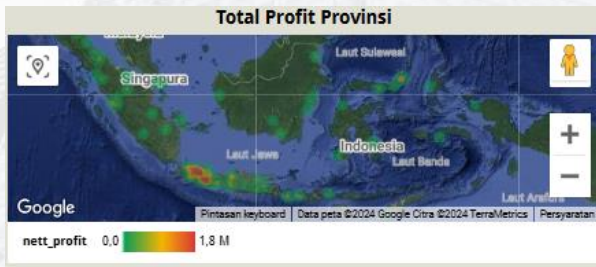 Total Profit Provinsi
Laut Sulawesi
Singapura
Indonesia
Laut Jawa
Laut Banda
Laut Arafura
Google
Pintasan keyboard
Data peta ©2024 Google Citra ©2024 TerraMetrics
Persyaratan
nett_profit 0,0 1,8 M